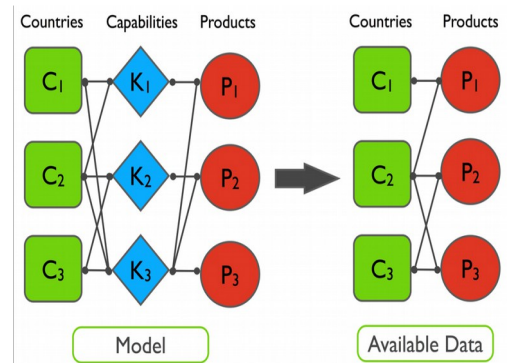 Countries Capabilities Products Countries Products
C1 K1 P1 C1 P1
C2 K2 P2 C2 P2
C3 K3 P3 C3 P3
Model Available Data